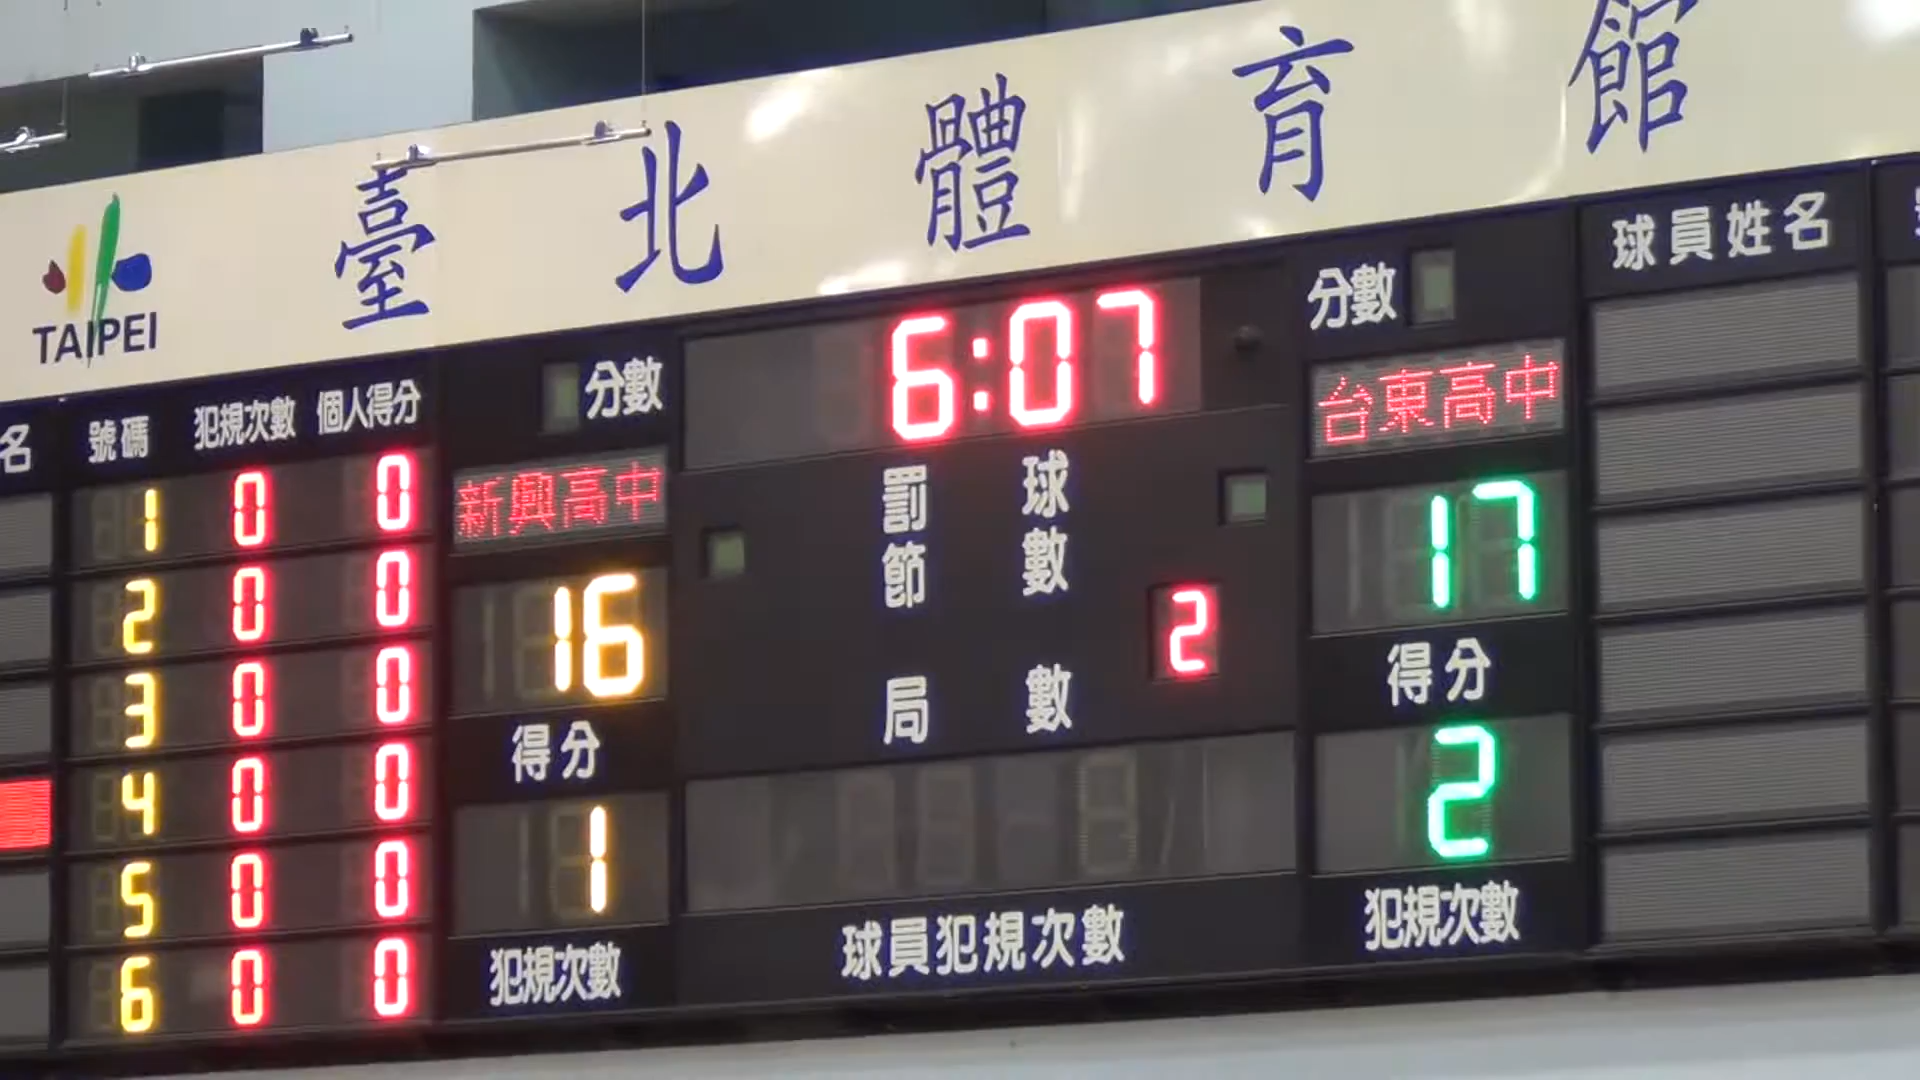 臺北體育館
TAIPEI
名 號碼 犯規次數 個人得分
1 0 0
2 0 0
3 0 0
4 0 0
5 0 0
6 0 0
分數
新興高中
16
得分
1
犯規次數
6:07
罰球
節數
2
局數
球員犯規次數
分數
台東高中
17
得分
2
犯規次數
球員姓名